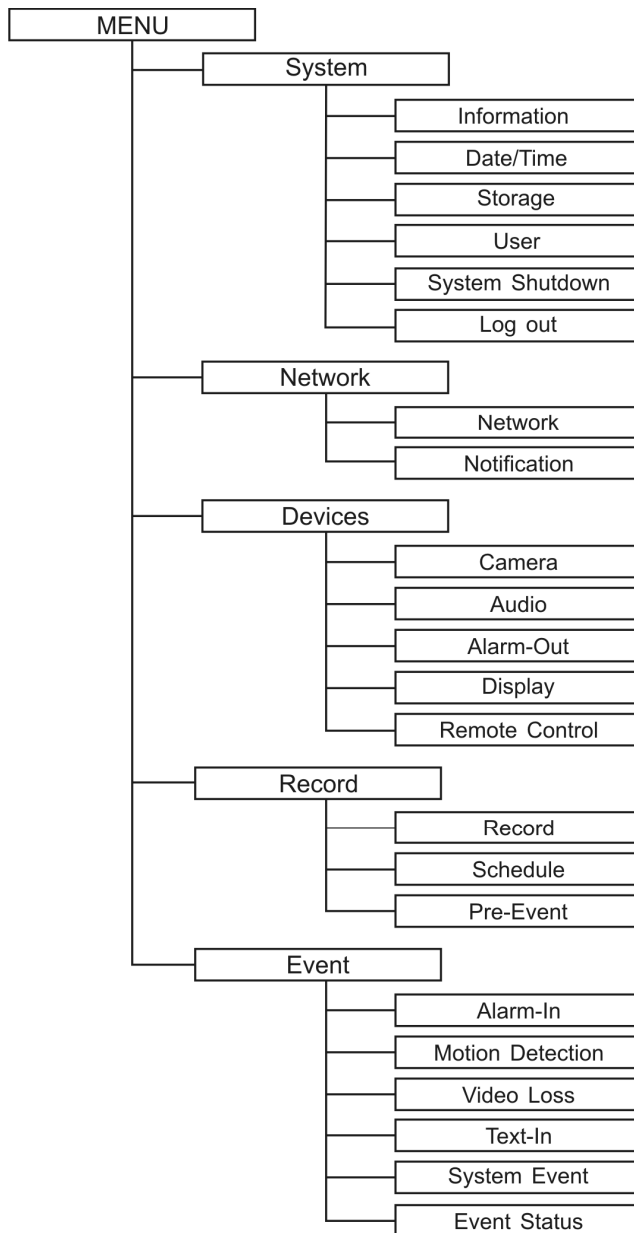 MENU
System
Information
Date/Time
Storage
User
System Shutdown
Log out
Network
Network
Notification
Devices
Camera
Audio
Alarm-Out
Display
Remote Control
Record
Record
Schedule
Pre-Event
Event
Alarm-In
Motion Detection
Video Loss
Text-In
System Event
Event Status